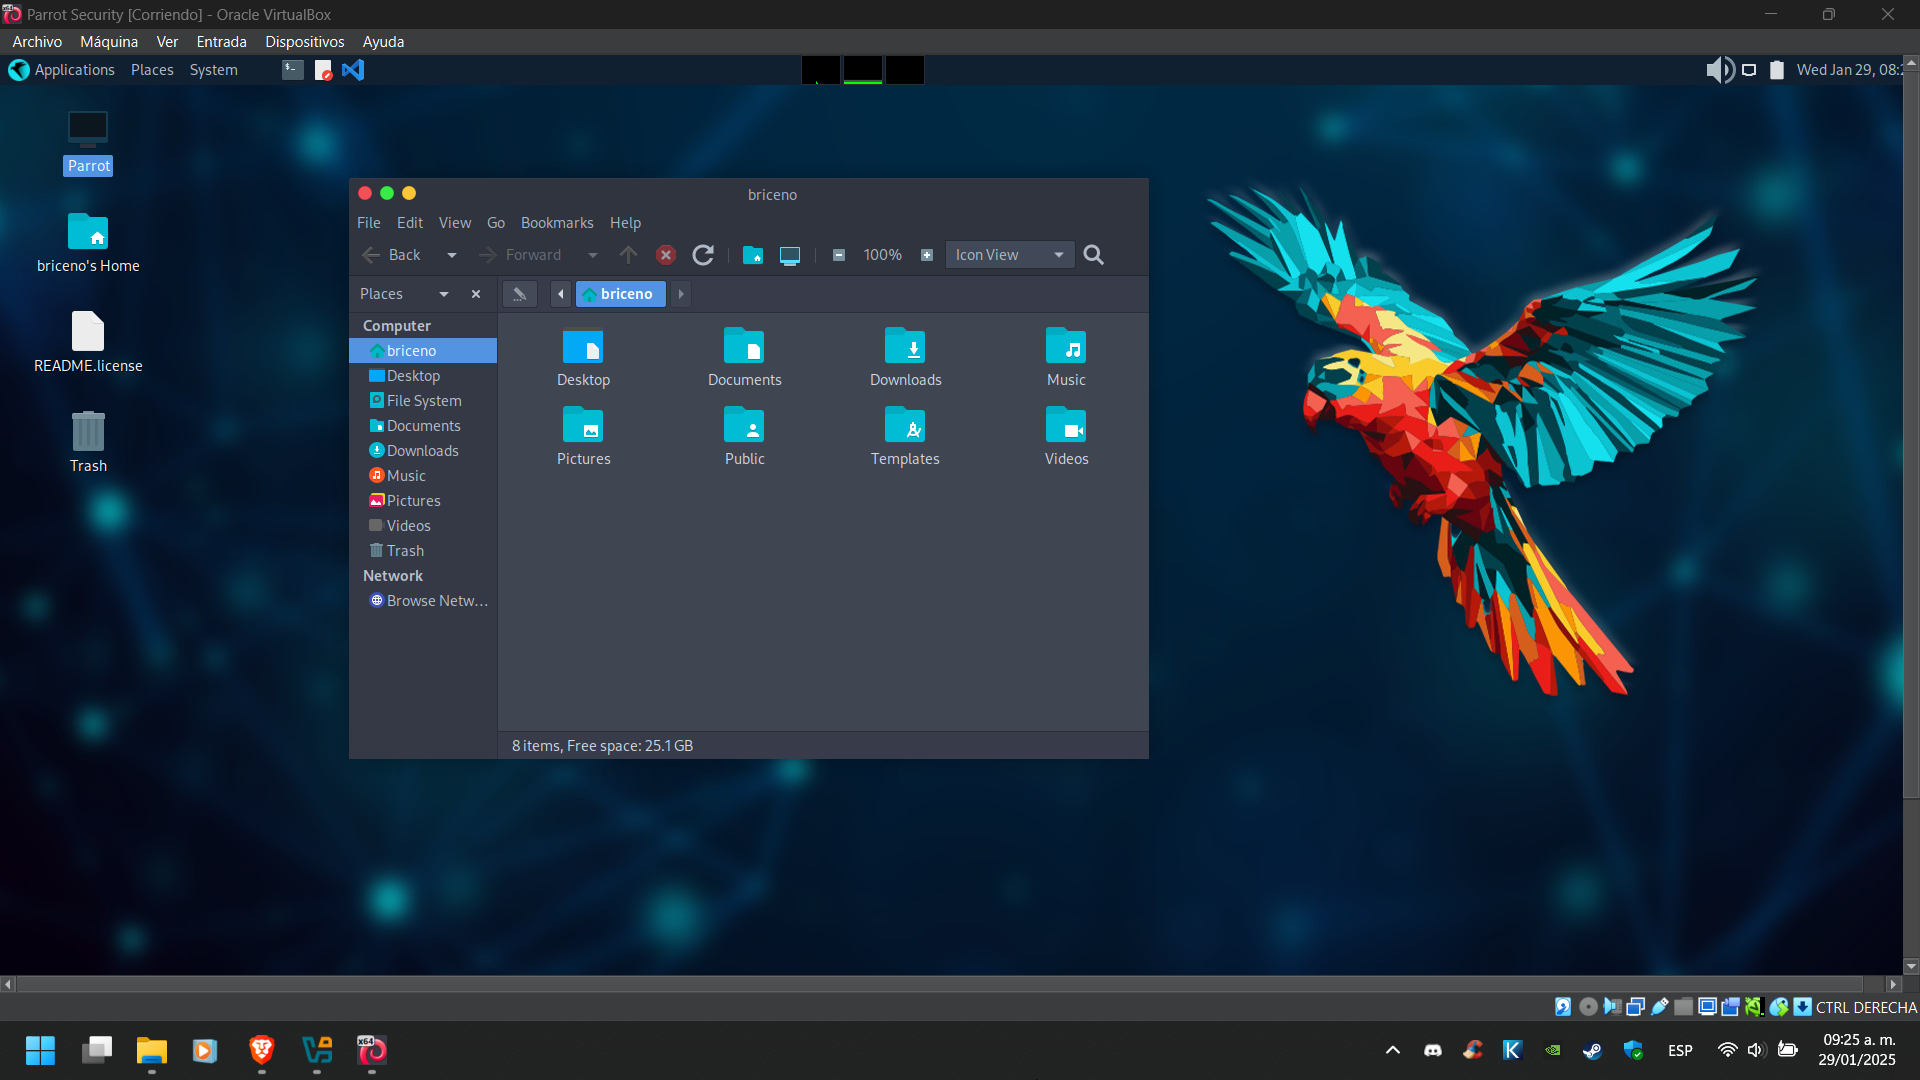 Parrot Security [Corriendo] - Oracle VirtualBox
Archivo Máquina Ver Entrada Dispositivos Ayuda
Applications Places System
Wed Jan 29, 08:
Parrot
briceno's Home
README.license
Trash
briceno
File Edit View Go Bookmarks Help
Back Forward 100% Icon View
Places briceno
Computer
briceno
Desktop
File System
Documents
Downloads
Music
Pictures
Videos
Trash
Network
Browse Netw...
Desktop Documents Downloads Music
Pictures Public Templates Videos
8 items, Free space: 25.1 GB
CTRL DERECHA
x64
ESP
09:25 a. m.
29/01/2025